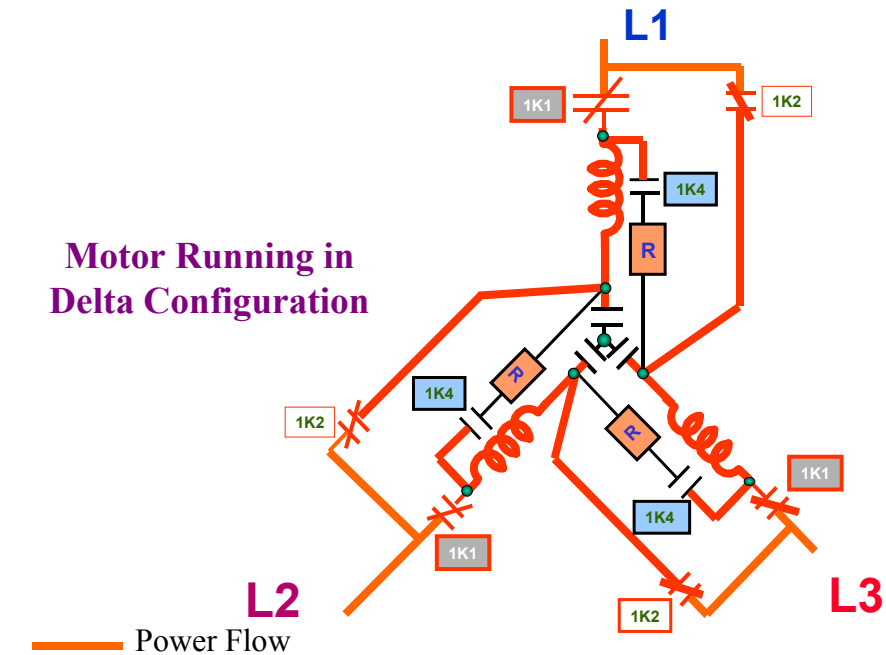 L1
1K1
1K2
1K4
R
Motor Running in
Delta Configuration
R
1K4
1K2
R
1K1
1K4
1K1
L2
1K2
L3
Power Flow